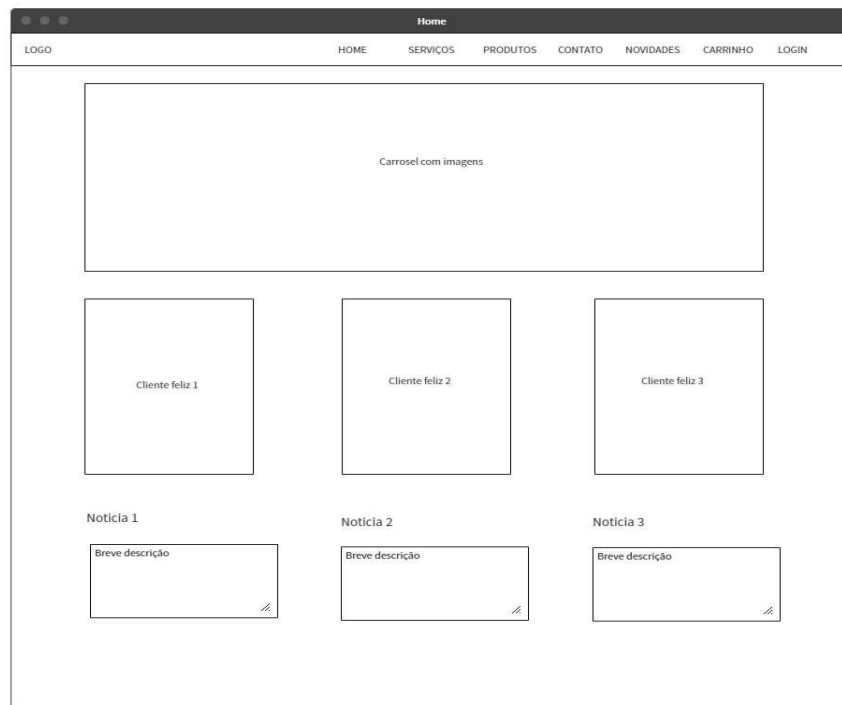 Home
LOGO HOME SERVIÇOS PRODUTOS CONTATO NOVIDADES CARRINHO LOGIN
Carrosel com imagens
Cliente feliz 1 Cliente feliz 2 Cliente feliz 3
Noticia 1 Noticia 2 Noticia 3
Breve descrição Breve descrição Breve descrição